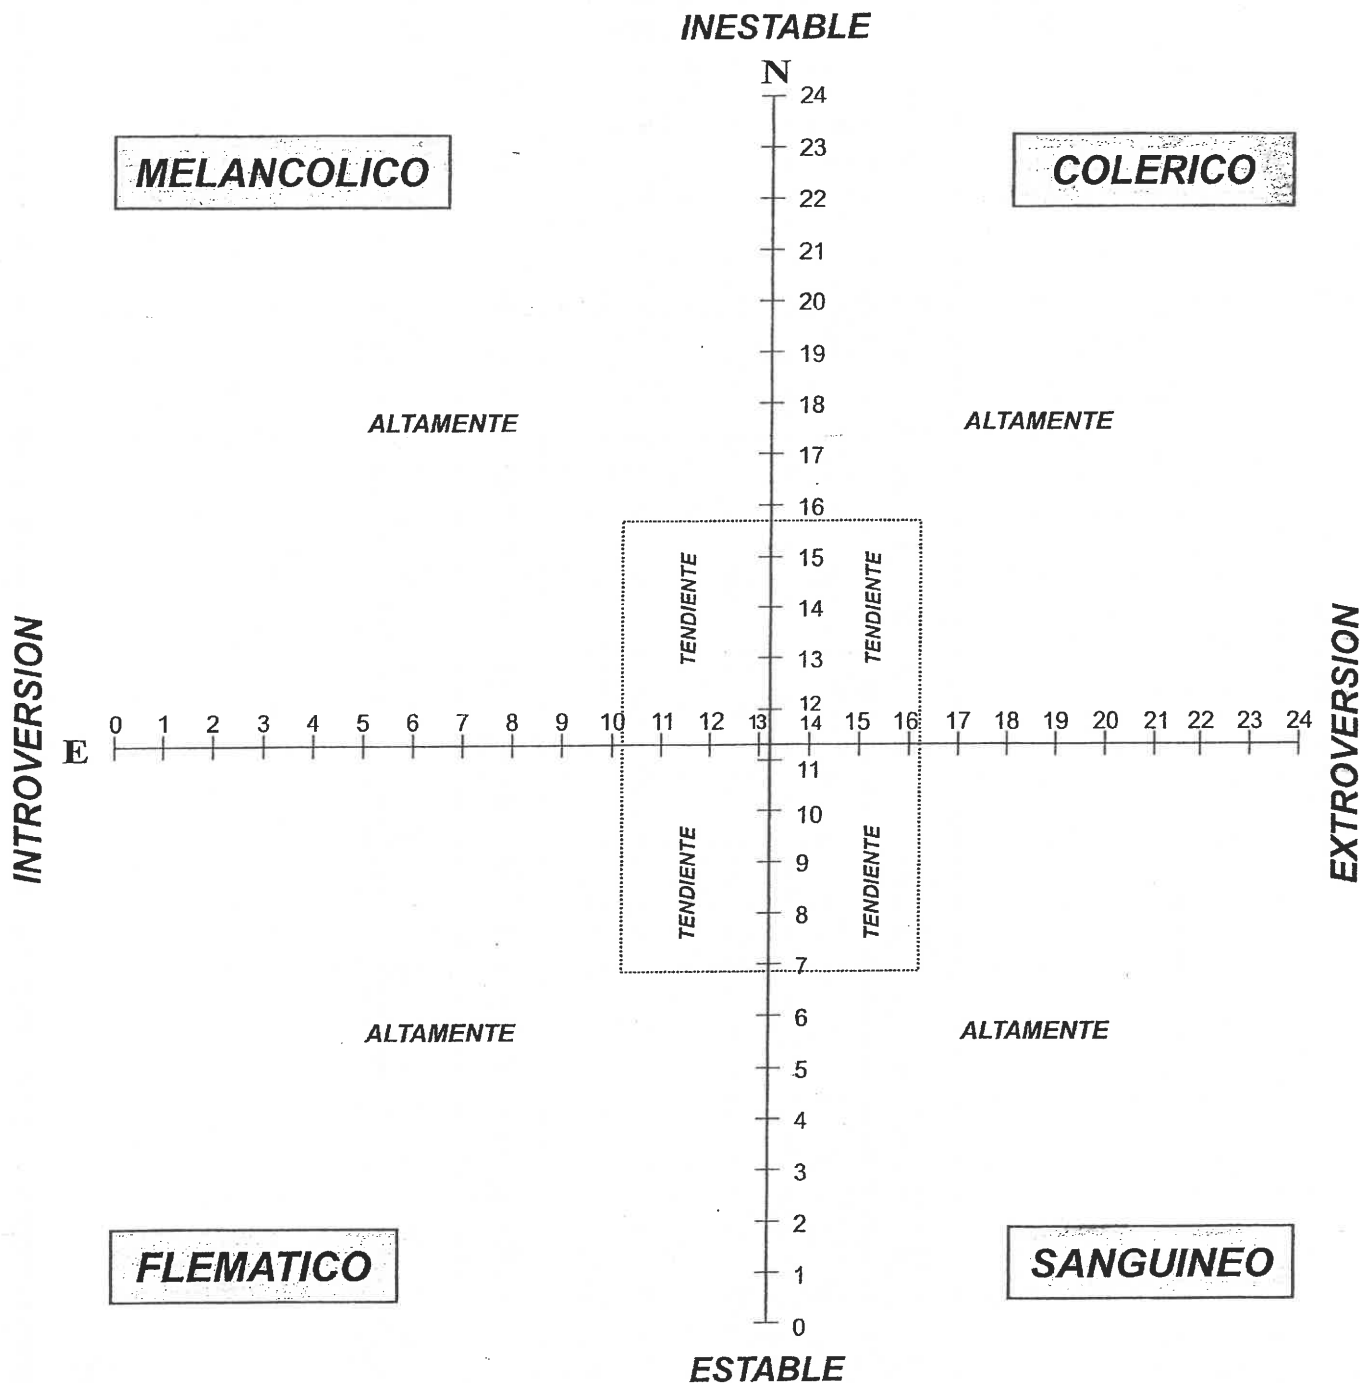 INESTABLE
N
24
MELANCOLICO
COLERICO
23
22
21
20
19
ALTAMENTE
18
ALTAMENTE
17
16
TENDIENTE
15
TENDIENTE
14
13
12
INTROVERSION
E
0 1 2 3 4 5 6 7 8 9 10 11 12 13 14 15 16 17 18 19 20 21 22 23 24
EXTROVERSION
11
10
TENDIENTE
9
TENDIENTE
8
7
ALTAMENTE
6
ALTAMENTE
5
4
3
2
FLEMATICO
SANGUINEO
1
0
ESTABLE